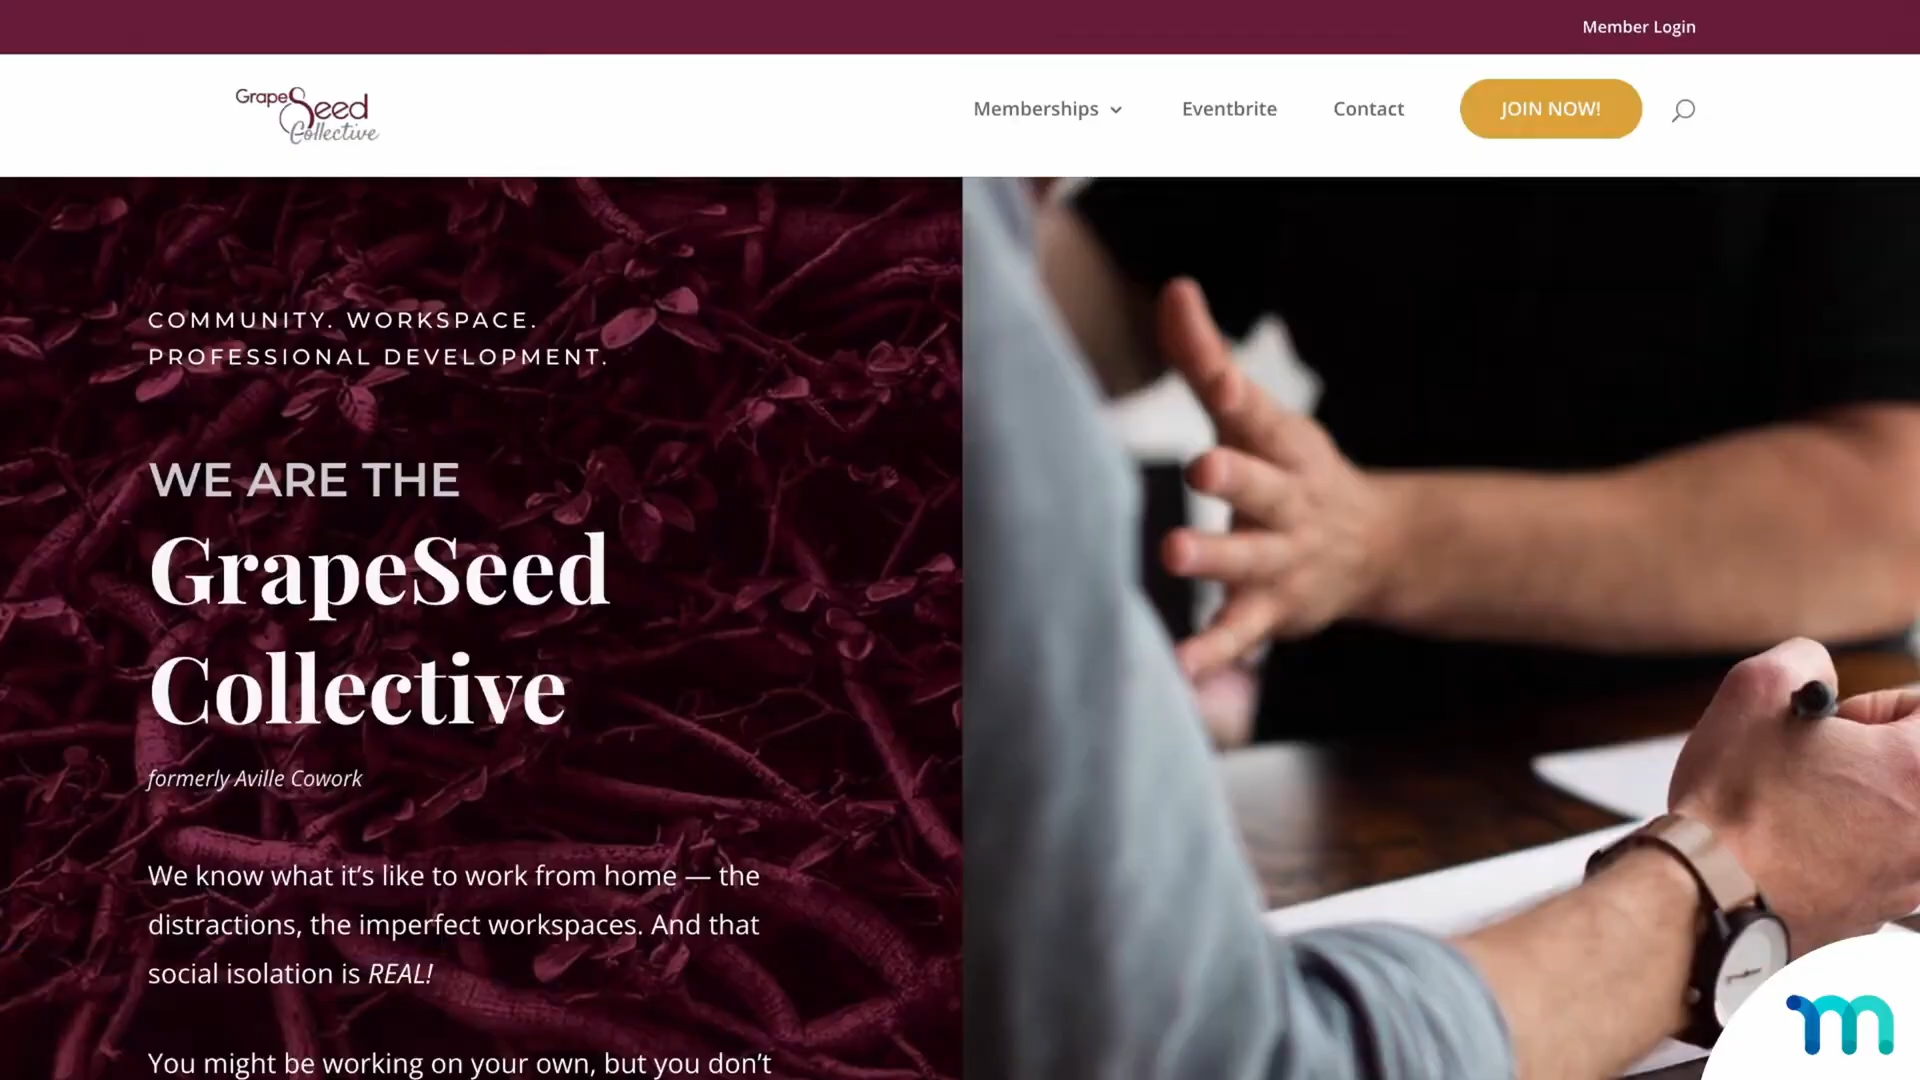 Member Login
GrapeSeed
Collective
Memberships
Eventbrite
Contact
JOIN NOW!
COMMUNITY. WORKSPACE.
PROFESSIONAL DEVELOPMENT.
WE ARE THE
GrapeSeed
Collective
formerly Aville Cowork
We know what it’s like to work from home — the
distractions, the imperfect workspaces. And that
social isolation is REAL!
You might be working on your own, but you don’t
m